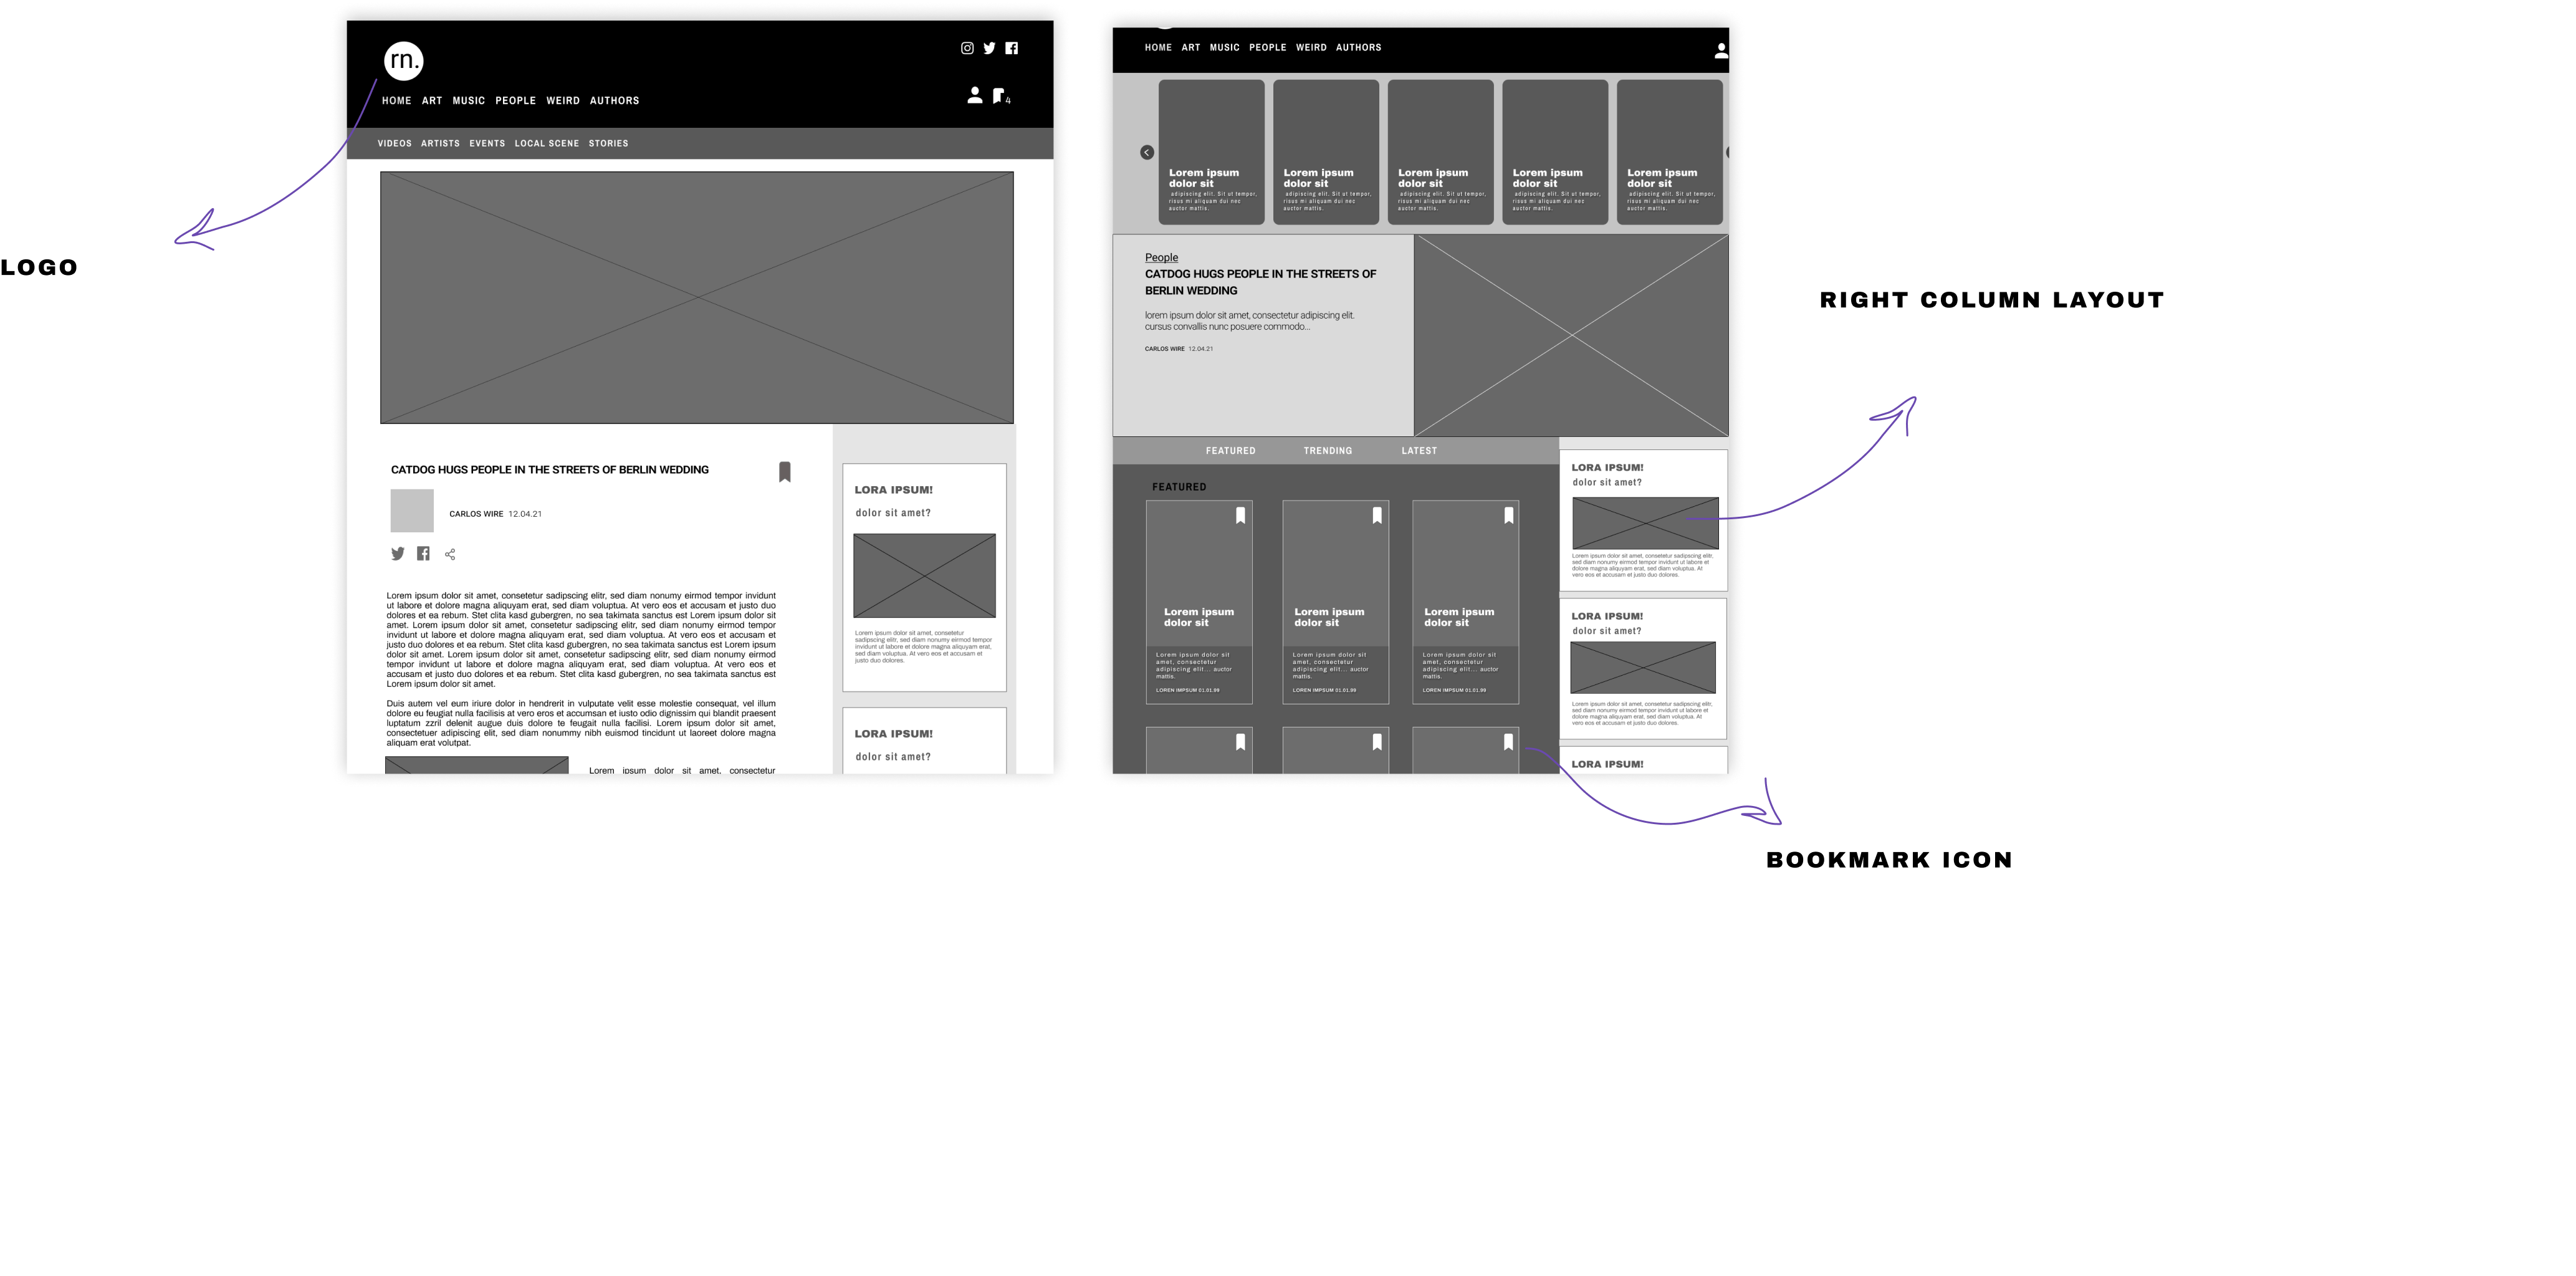 LOGO
rn.
HOME ART MUSIC PEOPLE WEIRD AUTHORS
4
VIDEOS ARTISTS EVENTS LOCAL SCENE STORIES
CATDOG HUGS PEOPLE IN THE STREETS OF BERLIN WEDDING
CARLOS WIRE 12.04.21
Lorem ipsum dolor sit amet, consetetur sadipscing elitr, sed diam nonumy eirmod tempor invidunt
ut labore et dolore magna aliquyam erat, sed diam voluptua. At vero eos et accusam et justo duo
dolores et ea rebum. Stet clita kasd gubergren, no sea takimata sanctus est Lorem ipsum dolor sit
amet. Lorem ipsum dolor sit amet, consetetur sadipscing elitr, sed diam nonumy eirmod tempor
invidunt ut labore et dolore magna aliquyam erat, sed diam voluptua. At vero eos et accusam et
justo duo dolores et ea rebum. Stet clita kasd gubergren, no sea takimata sanctus est Lorem ipsum
dolor sit amet. Lorem ipsum dolor sit amet, consetetur sadipscing elitr, sed diam nonumy eirmod
tempor invidunt ut labore et dolore magna aliquyam erat, sed diam voluptua. At vero eos et
accusam et justo duo dolores et ea rebum. Stet clita kasd gubergren, no sea takimata sanctus est
Lorem ipsum dolor sit amet.
Duis autem vel eum iriure dolor in hendrerit in vulputate velit esse molestie consequat, vel illum
dolore eu feugiat nulla facilisis at vero eros et accumsan et iusto odio dignissim qui blandit praesent
luptatum zzril delenit augue duis dolore te feugait nulla facilisi. Lorem ipsum dolor sit amet,
consectetuer adipiscing elit, sed diam nonummy nibh euismod tincidunt ut laoreet dolore magna
aliquam erat volutpat.
Lorem ipsum dolor sit amet, consectetur
LORA IPSUM!
dolor sit amet?
Lorem ipsum dolor sit amet, consetetur
sadipscing elitr, sed diam nonumy eirmod tempor
invidunt ut labore et dolore magna aliquyam erat,
sed diam voluptua. At vero eos et accusam et
justo duo dolores.
LORA IPSUM!
dolor sit amet?
HOME ART MUSIC PEOPLE WEIRD AUTHORS
Lorem ipsum
dolor sit
adipiscing elit. Sit ut tempor,
risus mi aliquam dui nec
auctor mattis.
Lorem ipsum
dolor sit
adipiscing elit. Sit ut tempor,
risus mi aliquam dui nec
auctor mattis.
Lorem ipsum
dolor sit
adipiscing elit. Sit ut tempor,
risus mi aliquam dui nec
auctor mattis.
Lorem ipsum
dolor sit
adipiscing elit. Sit ut tempor,
risus mi aliquam dui nec
auctor mattis.
Lorem ipsum
dolor sit
adipiscing elit. Sit ut tempor,
risus mi aliquam dui nec
auctor mattis.
People
CATDOG HUGS PEOPLE IN THE STREETS OF
BERLIN WEDDING
lorem ipsum dolor sit amet, consectetur adipiscing elit.
cursus convallis nunc posuere commodo...
CARLOS WIRE 12.04.21
FEATURED TRENDING LATEST
FEATURED
Lorem ipsum
dolor sit
Lorem ipsum dolor sit
amet, consectetur
adipiscing elit... auctor
mattis.
LOREN IMPSUM 01.01.99
Lorem ipsum
dolor sit
Lorem ipsum dolor sit
amet, consectetur
adipiscing elit... auctor
mattis.
LOREN IMPSUM 01.01.99
Lorem ipsum
dolor sit
Lorem ipsum dolor sit
amet, consectetur
adipiscing elit... auctor
mattis.
LOREN IMPSUM 01.01.99
LORA IPSUM!
dolor sit amet?
Lorem ipsum dolor sit amet, consetetur sadipscing elitr,
sed diam nonumy eirmod tempor invidunt ut labore et
dolore magna aliquyam erat, sed diam voluptua. At
vero eos et accusam et justo duo dolores.
LORA IPSUM!
dolor sit amet?
Lorem ipsum dolor sit amet, consetetur sadipscing elitr,
sed diam nonumy eirmod tempor invidunt ut labore et
dolore magna aliquyam erat, sed diam voluptua. At
vero eos et accusam et justo duo dolores.
LORA IPSUM!
RIGHT COLUMN LAYOUT
BOOKMARK ICON